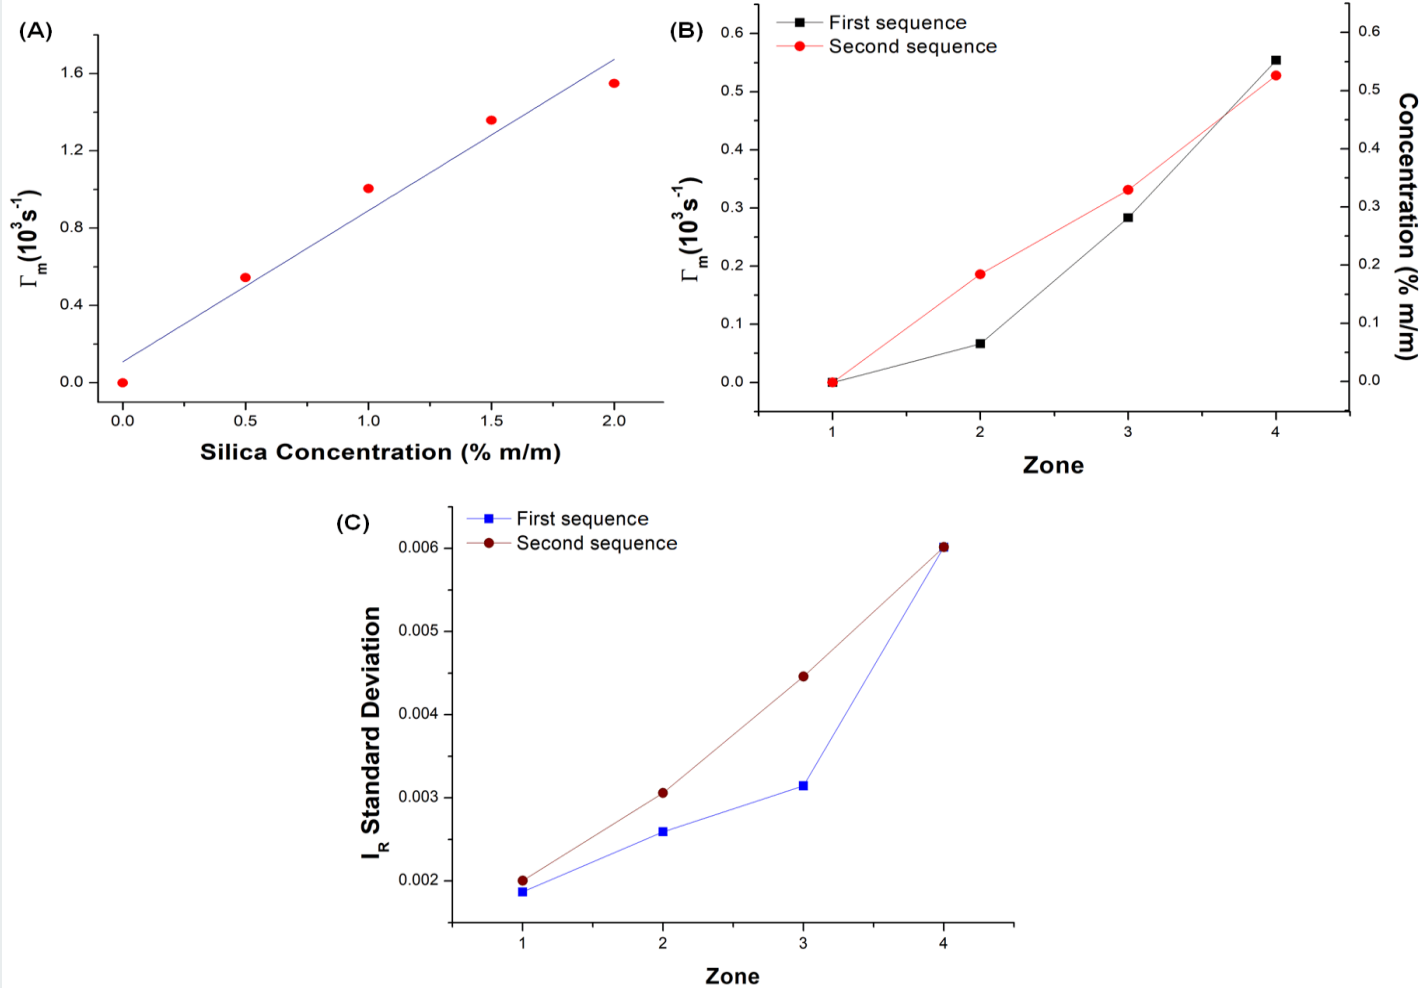 (A)
1.6
1.2
0.8
0.4
0.0
Γm(10³s⁻¹)
0.0 0.5 1.0 1.5 2.0
Silica Concentration (% m/m)
(B)
First sequence
Second sequence
0.6
0.5
0.4
0.3
0.2
0.1
0.0
Γm(10³s⁻¹)
0.6
0.5
0.4
0.3
0.2
0.1
0.0
Concentration (% m/m)
1 2 3 4
Zone
(C)
First sequence
Second sequence
0.006
0.005
0.004
0.003
0.002
IR Standard Deviation
1 2 3 4
Zone